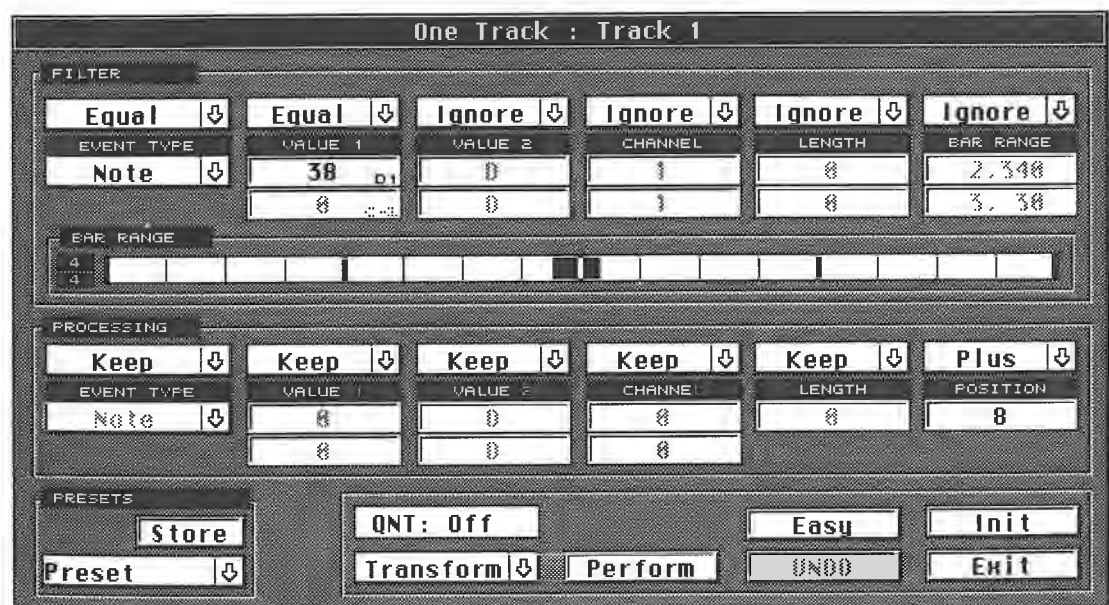 One Track : Track 1
FILTER
Equal Equal Ignore Ignore Ignore Ignore
EVENT TYPE VALUE 1 VALUE 2 CHANNEL LENGTH BAR RANGE
Note 38 D1 0 1 0 2.340
0 C-2 0 1 0 3. 38
BAR RANGE
4
4
PROCESSING
Keep Keep Keep Keep Keep Plus
EVENT TYPE VALUE 1 VALUE 2 CHANNEL LENGTH POSITION
Note 0 0 0 0 8
0 0 0
PRESETS
Store QNT: Off Easy Init
Preset Transform Perform UNDO Exit